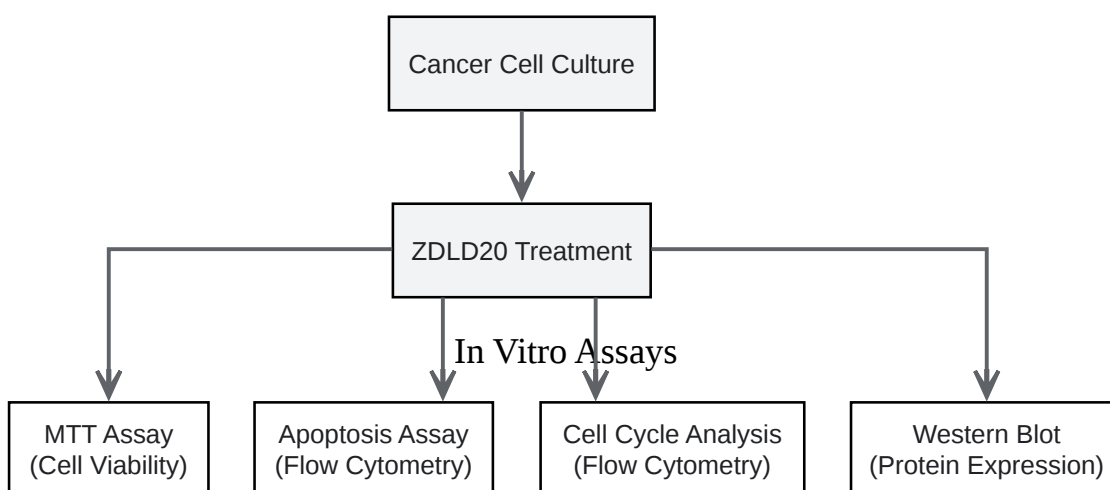 Cancer Cell Culture
ZDLD20 Treatment
In Vitro Assays
MTT Assay
(Cell Viability)
Apoptosis Assay
(Flow Cytometry)
Cell Cycle Analysis
(Flow Cytometry)
Western Blot
(Protein Expression)